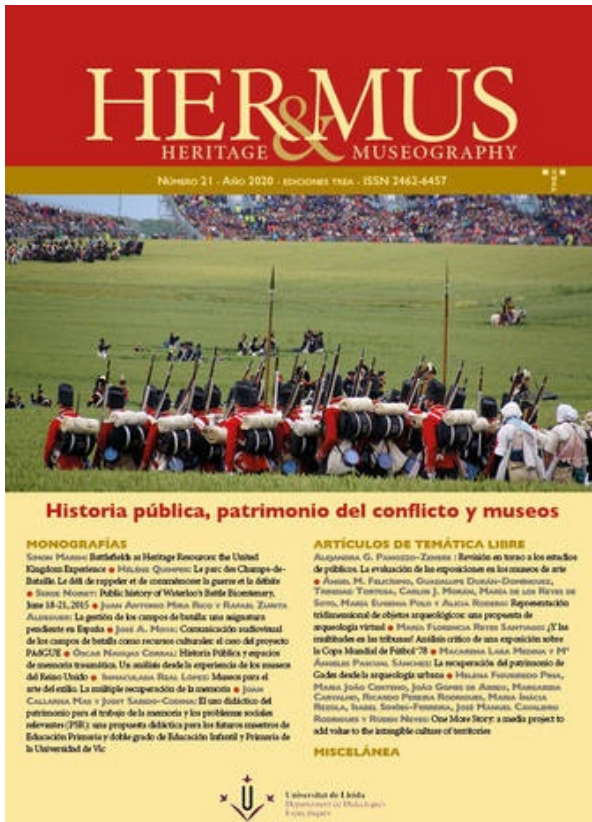 HER&MUS
HERITAGE & MUSEOGRAPHY
NÚMERO 21 - AÑO 2020 - EDICIONES TREA - ISSN 2462-6457
TREA
Historia pública, patrimonio del conflicto y museos
MONOGRAFÍAS
SIMON MARSH: Battlefields as Heritage Resources: the United
Kingdom Experience • HÉLÈNE QUIMPER: Le parc des Champs-de-
Bataille. Le défi de rappeler et de commémorer la guerre et la défaite
• SERGE NOIRET: Public history of Waterloo's Battle Bicentenary,
June 18-21, 2015 • JUAN ANTONIO MIRA RICO Y RAFAEL ZURITA
ALDEGUER: La gestión de los campos de batalla: una asignatura
pendiente en España • JOSÉ A. MINGO: Comunicación audiovisual
de los campos de batalla como recursos culturales: el caso del proyecto
• ÓSCAR NAVAJAS CORRAL: Historia Pública y espacios
de memoria traumática. Un análisis desde la experiencia de los museos
del Reino Unido • INMACULADA REAL LÓPEZ: Museos para el
arte del exilio. La múltiple recuperación de la memoria • JOAN
CALLARISA MAS Y JUDIT SABIDO-CODINA: El uso didáctico del
patrimonio para el trabajo de la memoria y los problemas sociales
relevantes (PSR): una propuesta didáctica para los futuros maestros de
Educación Primaria y doble grado de Educación Infantil y Primaria de
la Universidad de Vic
ARTÍCULOS DE TEMÁTICA LIBRE
ALEJANDRA G. PANOZZO-ZENERE : Revisión en torno a los estudios
de públicos. La evaluación de las exposiciones en los museos de arte
• ÁNGEL M. FELICÍSIMO, GUADALUPE DURÁN-DOMÍNGUEZ,
TRINIDAD TORTOSA, CARLOS J. MORÁN, MARÍA DE LOS REYES DE
SOTO, MARÍA EUGENIA POLO Y ALICIA RODERO: Representación
tridimensional de objetos arqueológicos: una propuesta de
arqueología virtual • MARÍA FLORENCIA REYES SANTIAGO: ¿Y las
multitudes en las tribunas? Análisis crítico de una exposición sobre
la Copa Mundial de Fútbol '78 • MACARENA LARA MEDINA Y Mª
ÁNGELES PASCUAL SÁNCHEZ: La recuperación del patrimonio de
Gades desde la arqueología urbana • HELENA FIGUEIREDO PINA,
MARIA JOÃO CENTENO, JOÃO GOMES DE ABREU, MARGARIDA
CARVALHO, RICARDO PEREIRA RODRIGUES, MARIA INÁCIA
REZOLA, ISABEL SIMÕES-FERREIRA, JOSÉ MANUEL CAVALEIRO
RODRIGUES Y RUBEN NEVES: One More Story: a media project to
add value to the intangible culture of territories
MISCELÁNEA
Universitat de Lleida